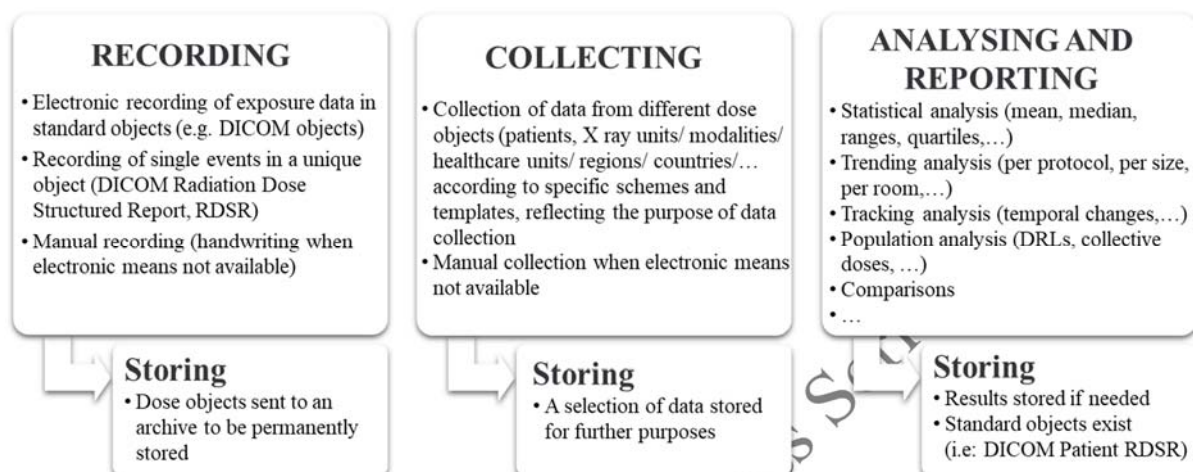 RECORDING
• Electronic recording of exposure data in
standard objects (e.g. DICOM objects)
• Recording of single events in a unique
object (DICOM Radiation Dose
Structured Report, RDSR)
• Manual recording (handwriting when
electronic means not available)
Storing
• Dose objects sent to an
archive to be permanently
stored
COLLECTING
• Collection of data from different dose
objects (patients, X ray units/ modalities/
healthcare units/ regions/ countries/…
according to specific schemes and
templates, reflecting the purpose of data
collection
• Manual collection when electronic means
not available
Storing
• A selection of data stored
for further purposes
ANALYSING AND
REPORTING
• Statistical analysis (mean, median,
ranges, quartiles,…)
• Trending analysis (per protocol, per size,
per room,…)
• Tracking analysis (temporal changes,…)
• Population analysis (DRLs, collective
doses, …)
• Comparisons
• …
Storing
• Results stored if needed
• Standard objects exist
(i.e: DICOM Patient RDSR)